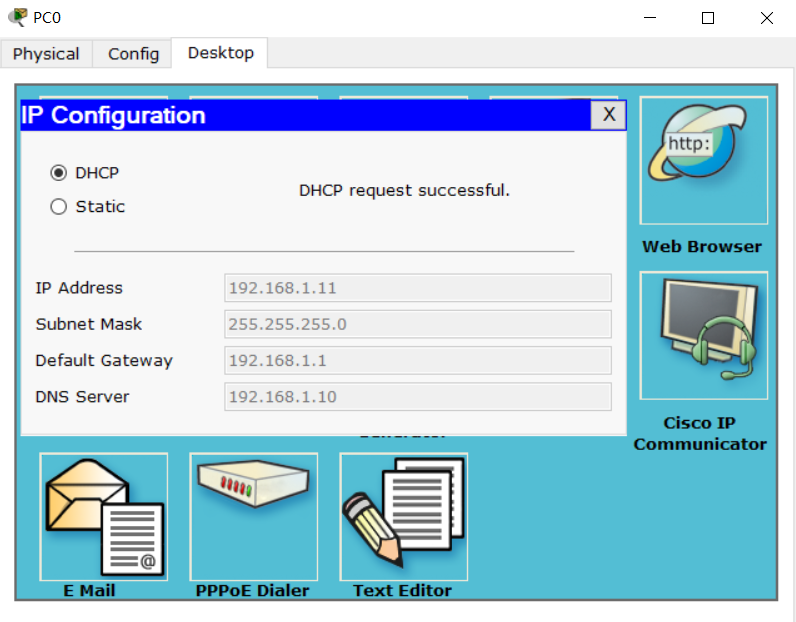 PC0
Physical
Config
Desktop
IP Configuration
X
DHCP
DHCP request successful.
Static
IP Address
192.168.1.11
Subnet Mask
255.255.255.0
Default Gateway
192.168.1.1
DNS Server
192.168.1.10
http:
Web Browser
Cisco IP
Communicator
@
E Mail
PPPoE Dialer
Text Editor